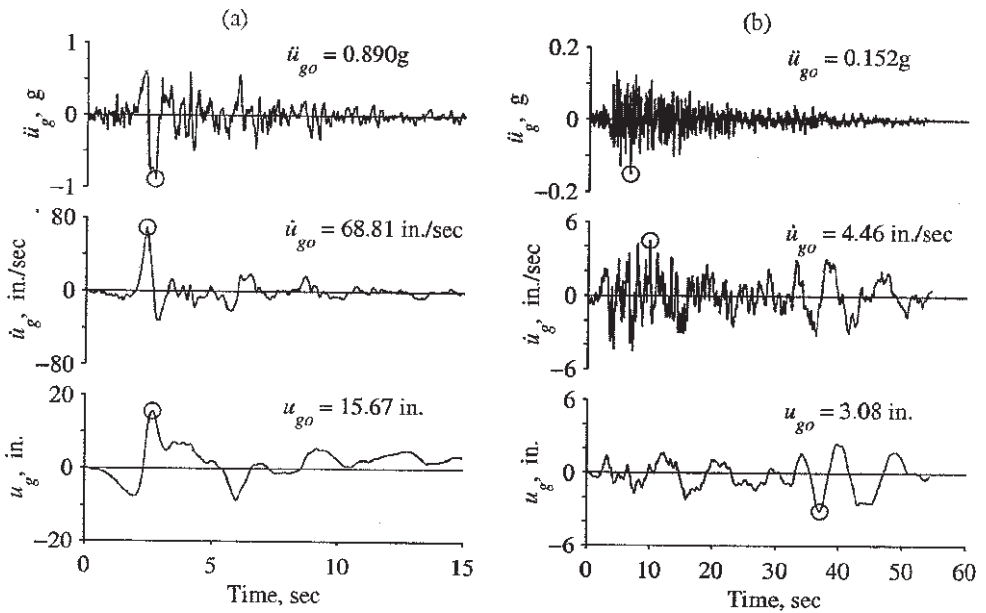 (a)
ü_go = 0.890g
1
0
−1
ü_g, g
80
0
−80
u̇_go = 68.81 in./sec
u̇_g, in./sec
20
0
−20
u_go = 15.67 in.
u_g, in.
0 5 10 15
Time, sec
(b)
ü_go = 0.152g
0.2
0
−0.2
ü_g, g
6
0
−6
u̇_go = 4.46 in./sec
u̇_g, in./sec
6
0
−6
u_go = 3.08 in.
u_g, in.
0 10 20 30 40 50 60
Time, sec